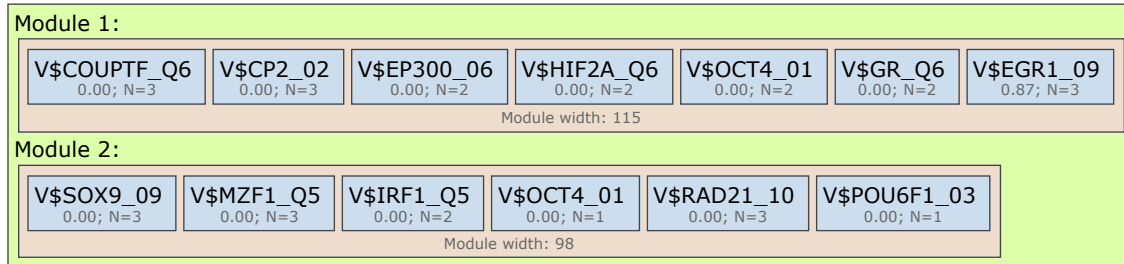 Module 1:
V$COUPTF_Q6 V$CP2_02 V$EP300_06 V$HIF2A_Q6 V$OCT4_01 V$GR_Q6 V$EGR1_09
0.00; N=3 0.00; N=3 0.00; N=2 0.00; N=2 0.00; N=2 0.00; N=2 0.87; N=3
Module width: 115
Module 2:
V$SOX9_09 V$MZF1_Q5 V$IRF1_Q5 V$OCT4_01 V$RAD21_10 V$POU6F1_03
0.00; N=3 0.00; N=3 0.00; N=2 0.00; N=1 0.00; N=3 0.00; N=1
Module width: 98